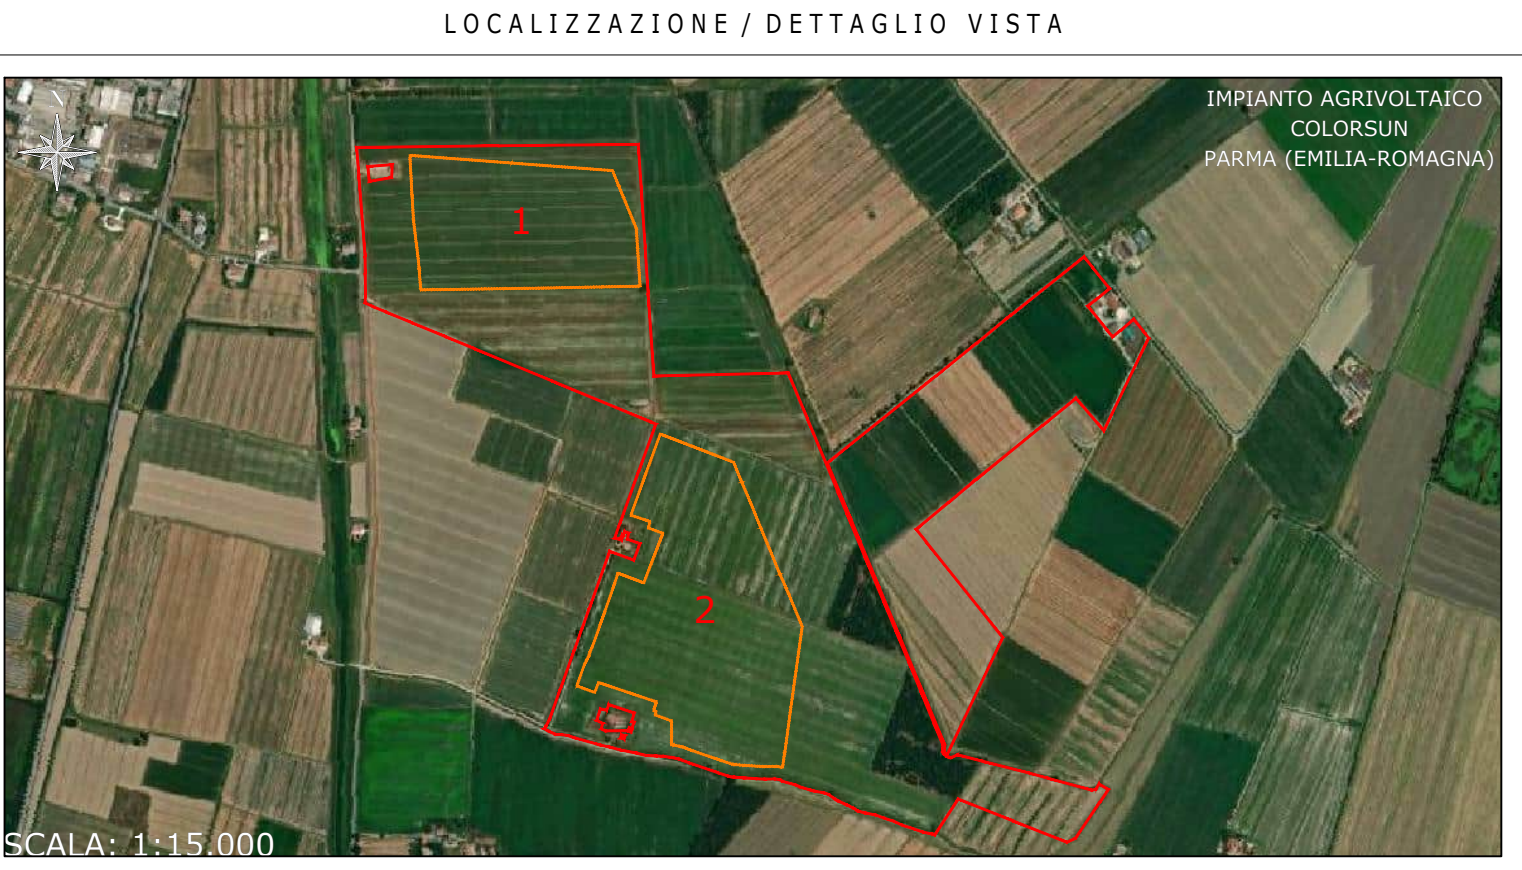 LOCALIZZAZIONE / DETTAGLIO VISTA
IMPIANTO AGRIVOLTAICO
COLORSUN
PARMA (EMILIA-ROMAGNA)
1
2
SCALA: 1:15.000